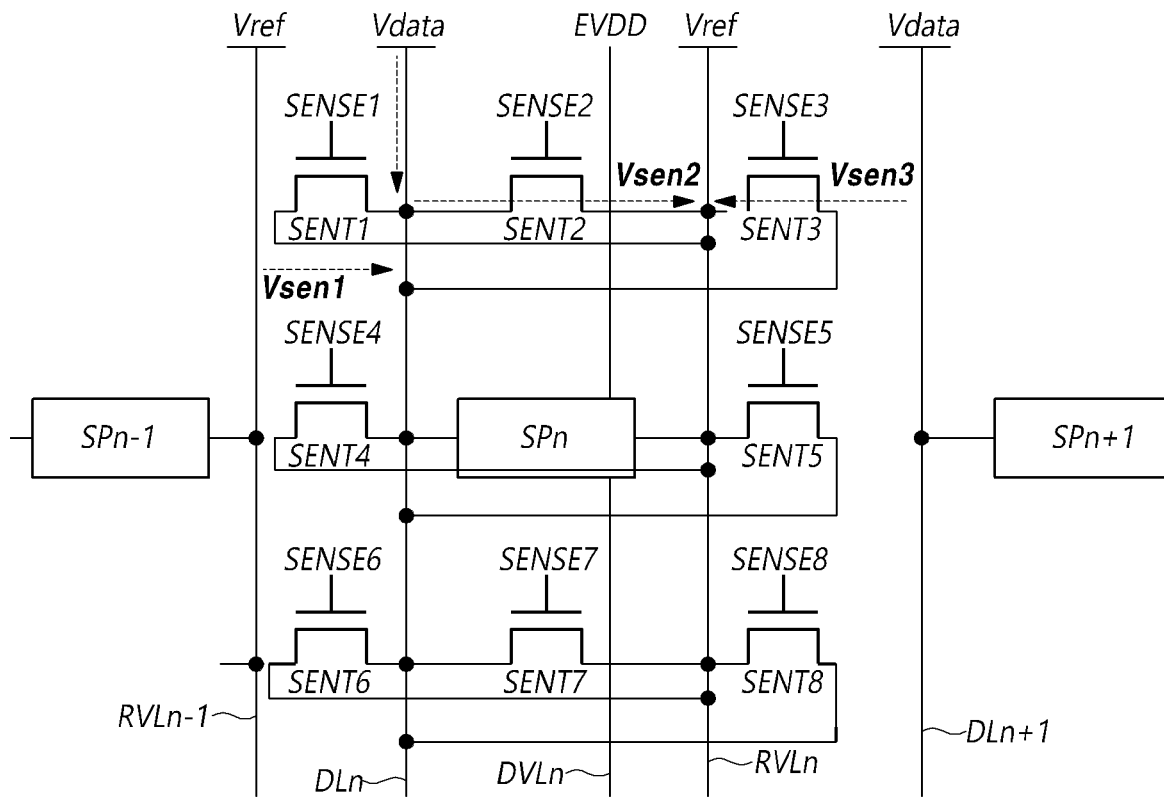 Vref Vdata EVDD Vref Vdata
SENSE1 SENSE2 SENSE3
Vsen2 Vsen3
SENT1 SENT2 SENT3
Vsen1
SENSE4 SENSE5
SPn-1 SPn SPn+1
SENT4 SENT5
SENSE6 SENSE7 SENSE8
SENT6 SENT7 SENT8
RVLn-1 DLn+1
DLn DVLn RVLn